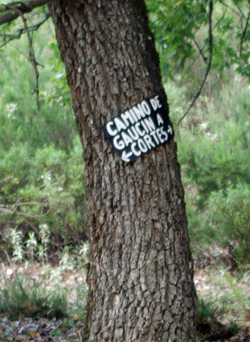 CAMINO DE
GAUCIN A
←CORTES→